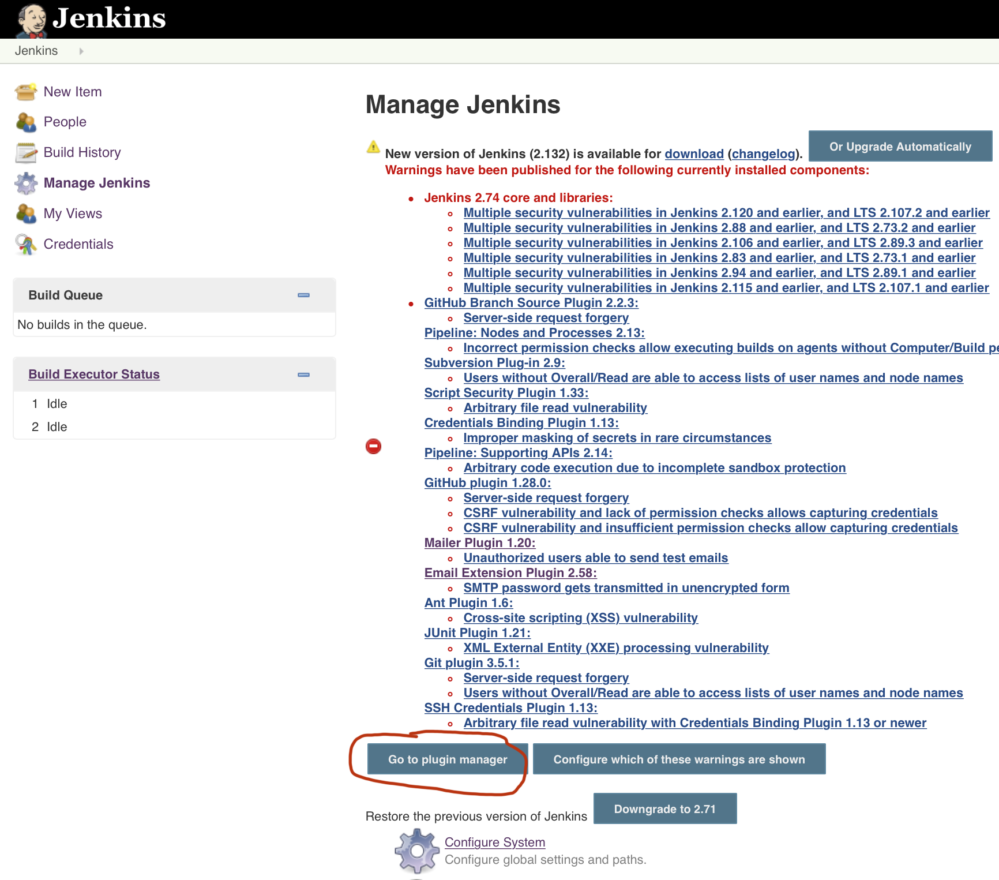 Jenkins
Jenkins
New Item
People
Build History
Manage Jenkins
My Views
Credentials
Build Queue
No builds in the queue.
Build Executor Status
1 Idle
2 Idle
Manage Jenkins
New version of Jenkins (2.132) is available for download (changelog).
Or Upgrade Automatically
Warnings have been published for the following currently installed components:
Jenkins 2.74 core and libraries:
Multiple security vulnerabilities in Jenkins 2.120 and earlier, and LTS 2.107.2 and earlier
Multiple security vulnerabilities in Jenkins 2.88 and earlier, and LTS 2.73.2 and earlier
Multiple security vulnerabilities in Jenkins 2.106 and earlier, and LTS 2.89.3 and earlier
Multiple security vulnerabilities in Jenkins 2.83 and earlier, and LTS 2.73.1 and earlier
Multiple security vulnerabilities in Jenkins 2.94 and earlier, and LTS 2.89.1 and earlier
Multiple security vulnerabilities in Jenkins 2.115 and earlier, and LTS 2.107.1 and earlier
GitHub Branch Source Plugin 2.2.3:
Server-side request forgery
Pipeline: Nodes and Processes 2.13:
Incorrect permission checks allow executing builds on agents without Computer/Build pe
Subversion Plug-in 2.9:
Users without Overall/Read are able to access lists of user names and node names
Script Security Plugin 1.33:
Arbitrary file read vulnerability
Credentials Binding Plugin 1.13:
Improper masking of secrets in rare circumstances
Pipeline: Supporting APIs 2.14:
Arbitrary code execution due to incomplete sandbox protection
GitHub plugin 1.28.0:
Server-side request forgery
CSRF vulnerability and lack of permission checks allows capturing credentials
CSRF vulnerability and insufficient permission checks allow capturing credentials
Mailer Plugin 1.20:
Unauthorized users able to send test emails
Email Extension Plugin 2.58:
SMTP password gets transmitted in unencrypted form
Ant Plugin 1.6:
Cross-site scripting (XSS) vulnerability
JUnit Plugin 1.21:
XML External Entity (XXE) processing vulnerability
Git plugin 3.5.1:
Server-side request forgery
Users without Overall/Read are able to access lists of user names and node names
SSH Credentials Plugin 1.13:
Arbitrary file read vulnerability with Credentials Binding Plugin 1.13 or newer
Go to plugin manager
Configure which of these warnings are shown
Restore the previous version of Jenkins
Downgrade to 2.71
Configure System
Configure global settings and paths.